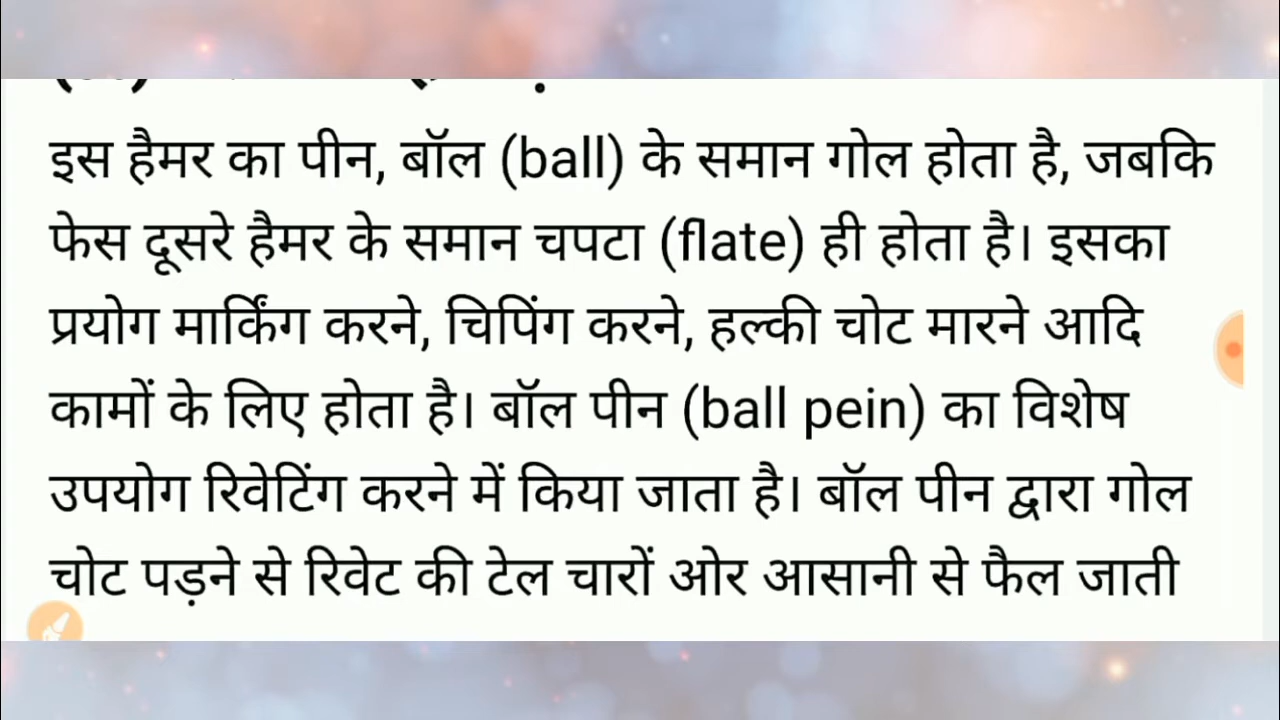 इस हैमर का पीन, बॉल (ball) के समान गोल होता है, जबकि
फेस दूसरे हैमर के समान चपटा (flate) ही होता है। इसका
प्रयोग मार्किंग करने, चिपिंग करने, हल्की चोट मारने आदि
कामों के लिए होता है। बॉल पीन (ball pein) का विशेष
उपयोग रिवेटिंग करने में किया जाता है। बॉल पीन द्वारा गोल
चोट पड़ने से रिवेट की टेल चारों ओर आसानी से फैल जाती